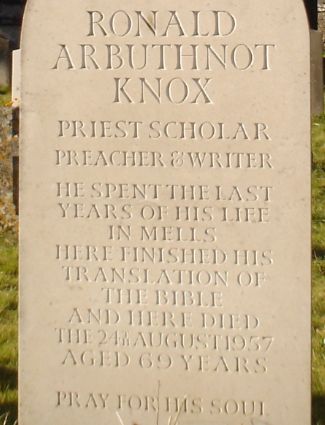 RONALD
ARBUTHNOT
KNOX
PRIEST SCHOLAR
PREACHER & WRITER
HE SPENT THE LAST
YEARS OF HIS LIFE
IN MELLS
HERE FINISHED HIS
TRANSLATION OF
THE BIBLE
AND HERE DIED
THE 24TH AUGUST 1957
AGED 69 YEARS
PRAY FOR HIS SOUL